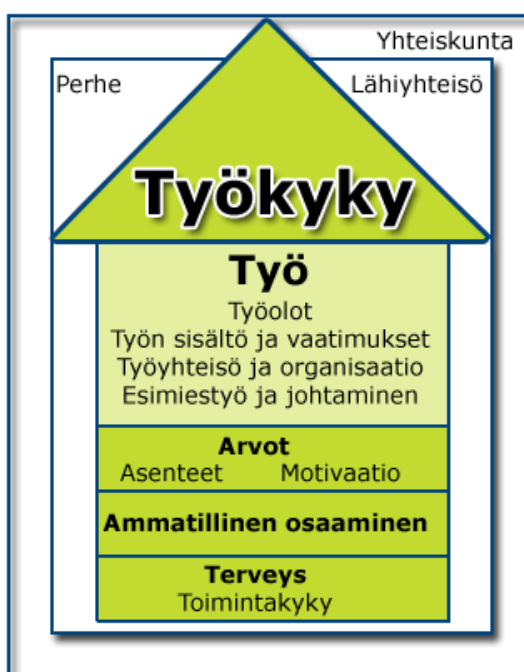 Yhteiskunta
Perhe
Lähiyhteisö
Työkyky
Työ
Työolot
Työn sisältö ja vaatimukset
Työyhteisö ja organisaatio
Esimiestyö ja johtaminen
Arvot
Asenteet Motivaatio
Ammatillinen osaaminen
Terveys
Toimintakyky